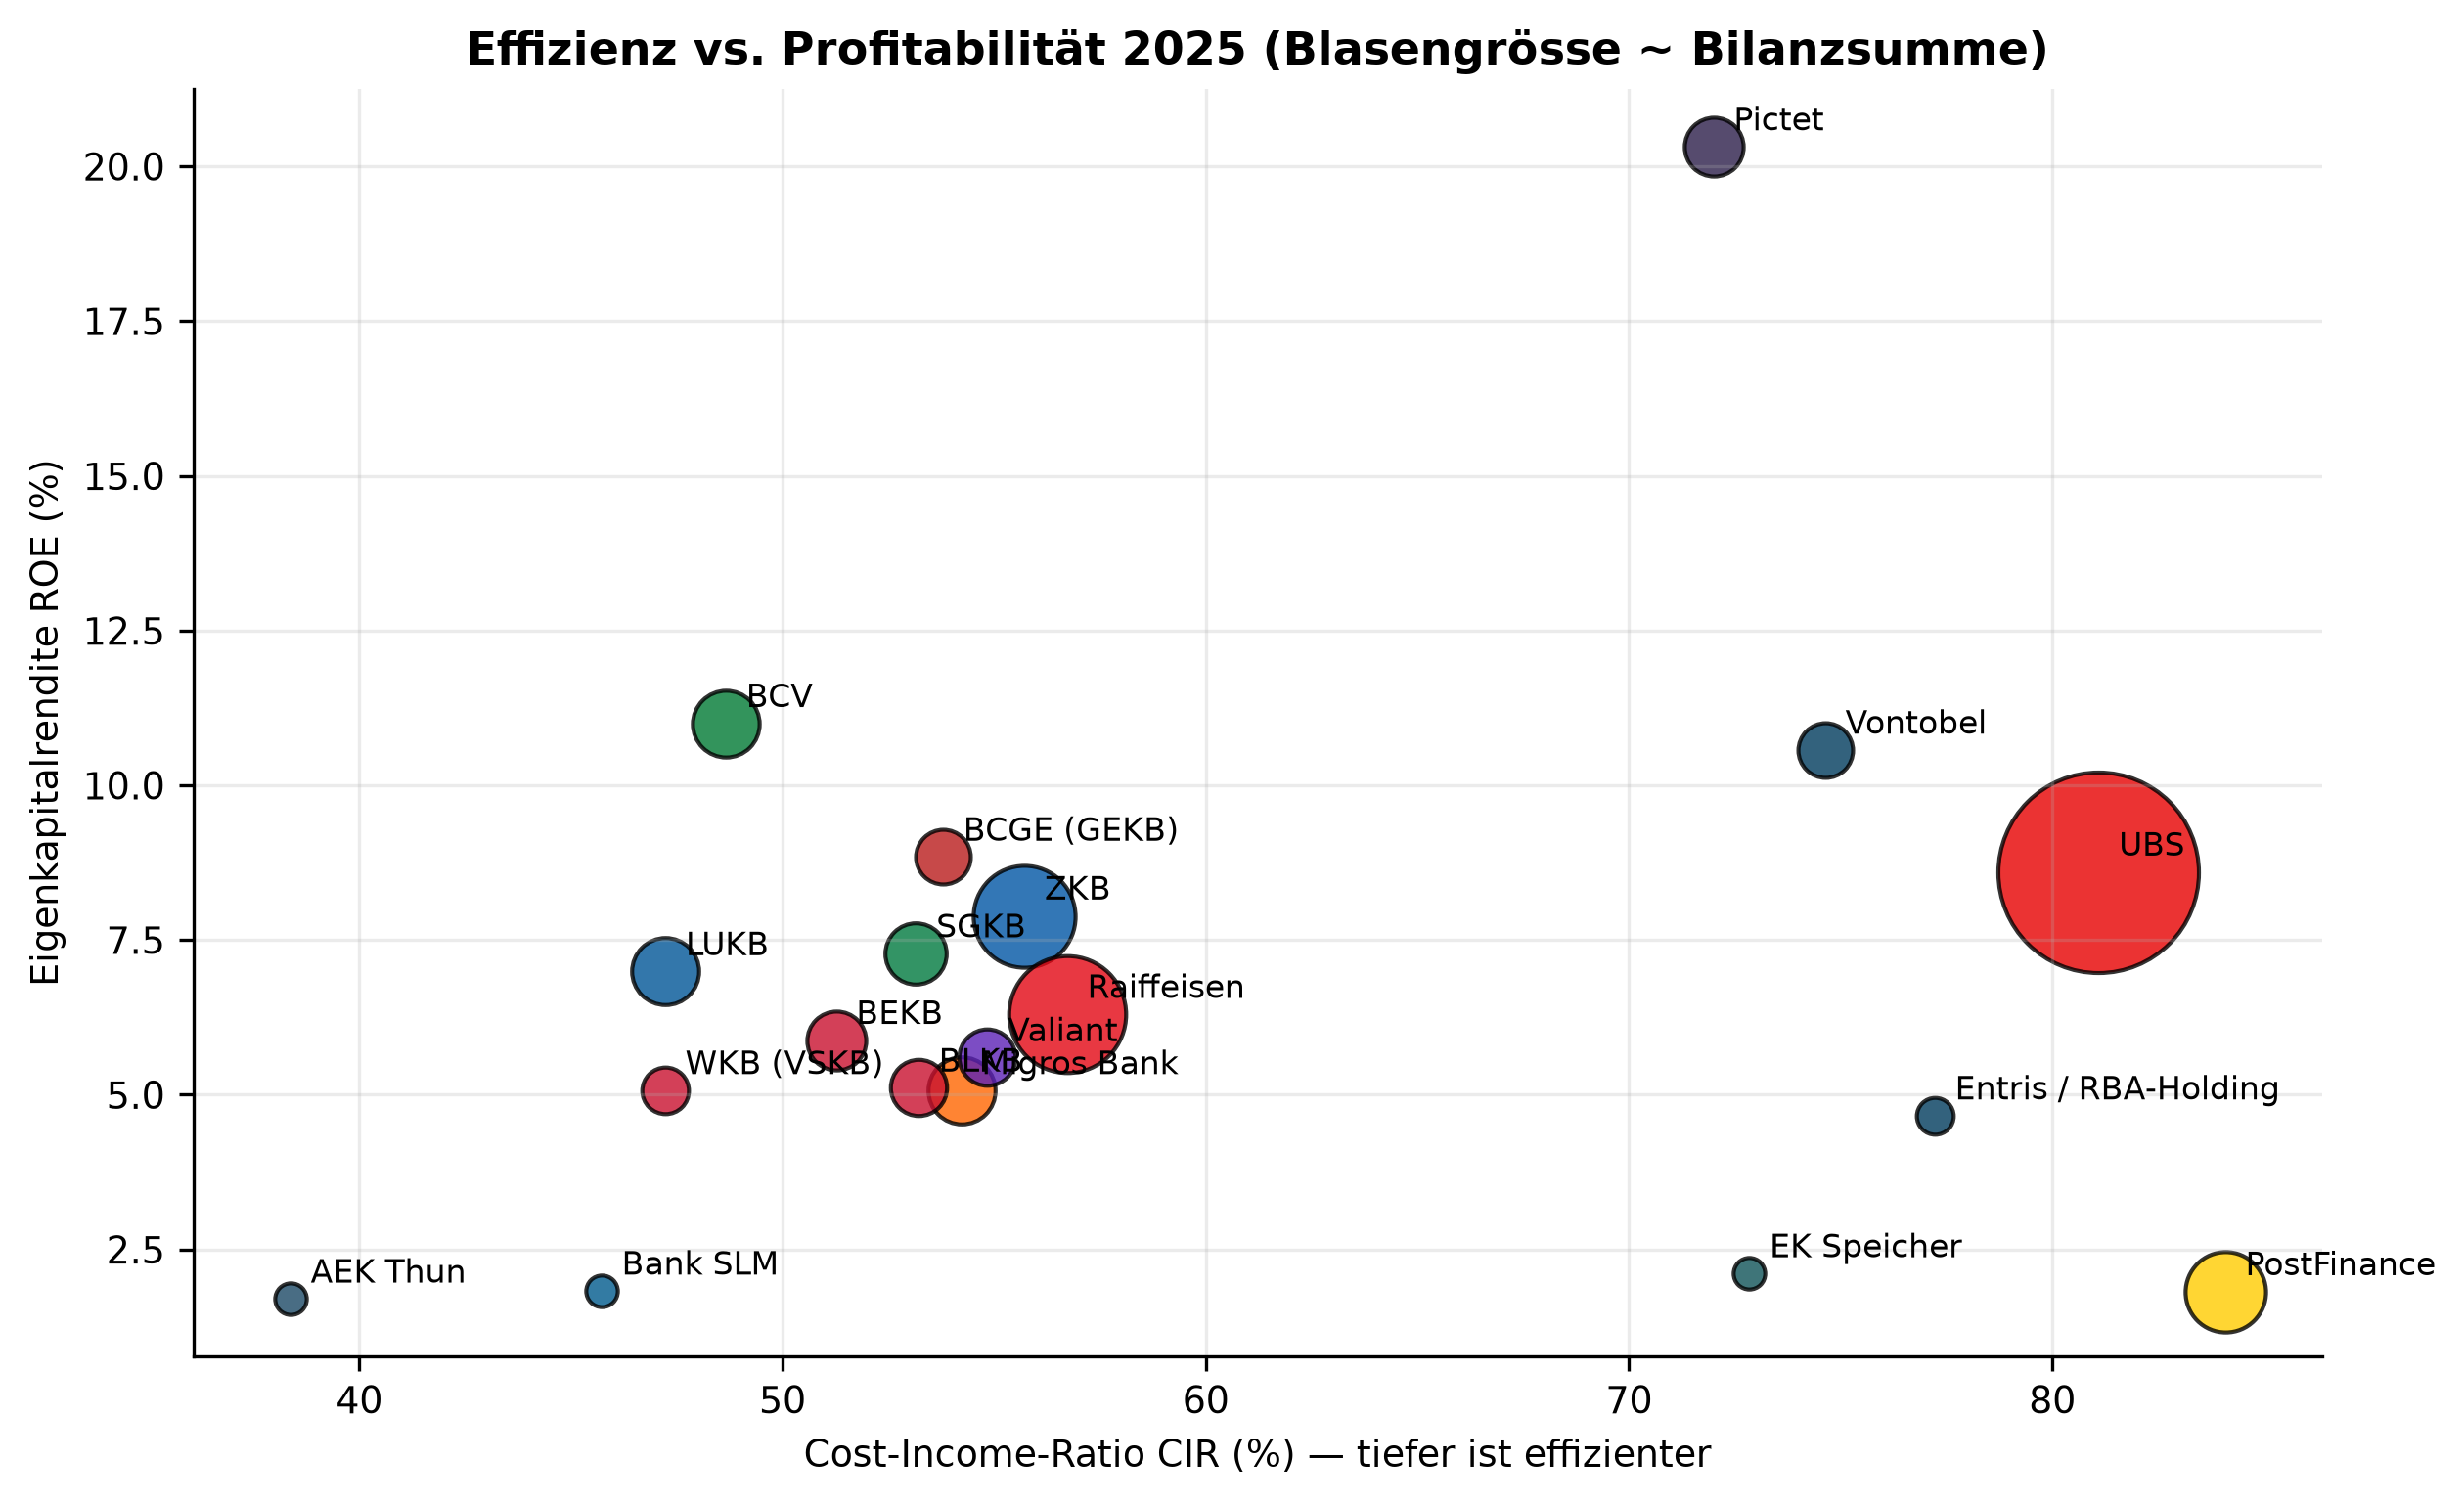 Effizienz vs. Profitabilität 2025 (Blasengrösse ~ Bilanzsumme)
Eigenkapitalrendite ROE (%)
20.0
17.5
15.0
12.5
10.0
7.5
5.0
2.5
Pictet
BCV
Vontobel
BCGE (GEKB)
UBS
ZKB
SGKB
LUKB
Raiffeisen
BEKB
Valiant
WKB (VSKB)
BLKB
Migros Bank
Entris / RBA-Holding
EK Speicher
Bank SLM
PostFinance
AEK Thun
40
50
60
70
80
Cost-Income-Ratio CIR (%) — tiefer ist effizienter